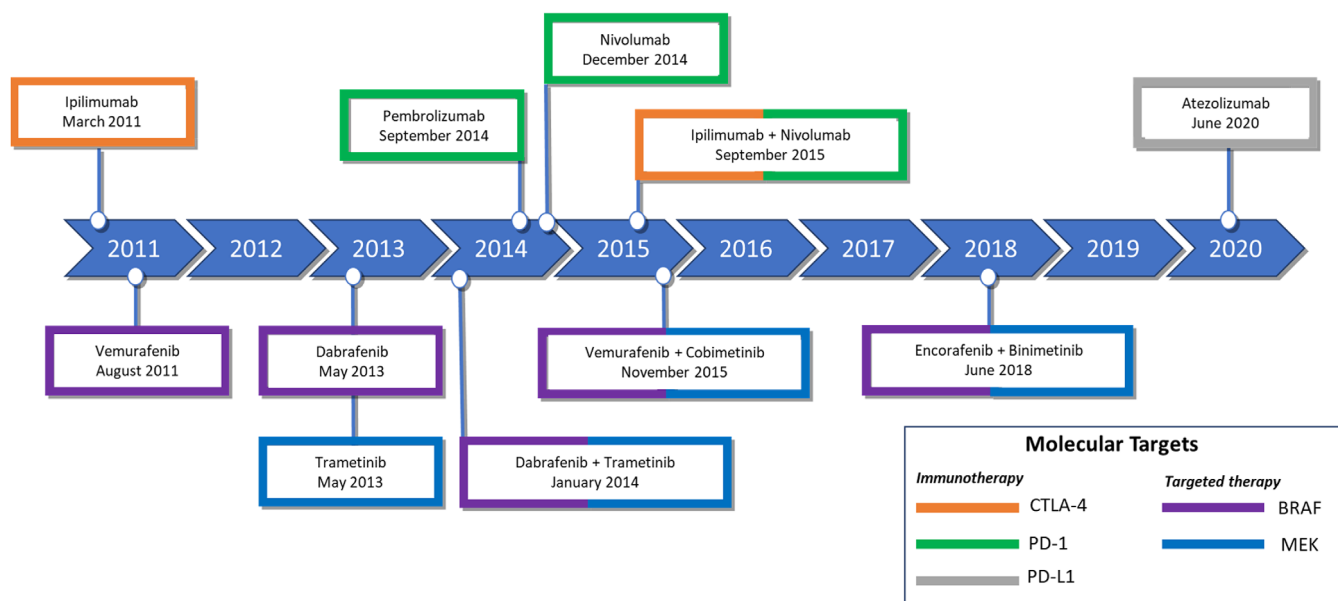 Nivolumab
December 2014
Ipilimumab
March 2011
Pembrolizumab
September 2014
Ipilimumab + Nivolumab
September 2015
Atezolizumab
June 2020
2011
2012
2013
2014
2015
2016
2017
2018
2019
2020
Vemurafenib
August 2011
Dabrafenib
May 2013
Vemurafenib + Cobimetinib
November 2015
Encorafenib + Binimetinib
June 2018
Trametinib
May 2013
Dabrafenib + Trametinib
January 2014
Molecular Targets
Immunotherapy
CTLA-4
PD-1
PD-L1
Targeted therapy
BRAF
MEK